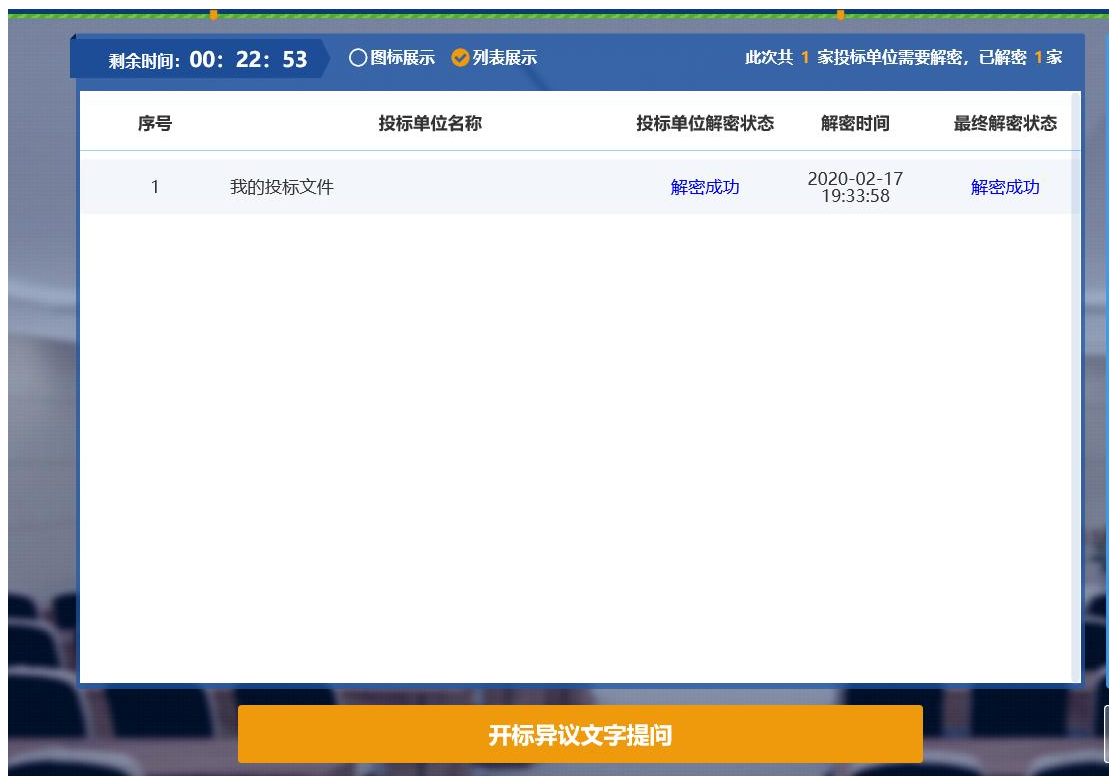 剩余时间：00：22：53 图标展示 列表展示 此次共 1 家投标单位需要解密，已解密 1家
序号 投标单位名称 投标单位解密状态 解密时间 最终解密状态
1 我的投标文件 解密成功 2020-02-17 19:33:58 解密成功
开标异议文字提问